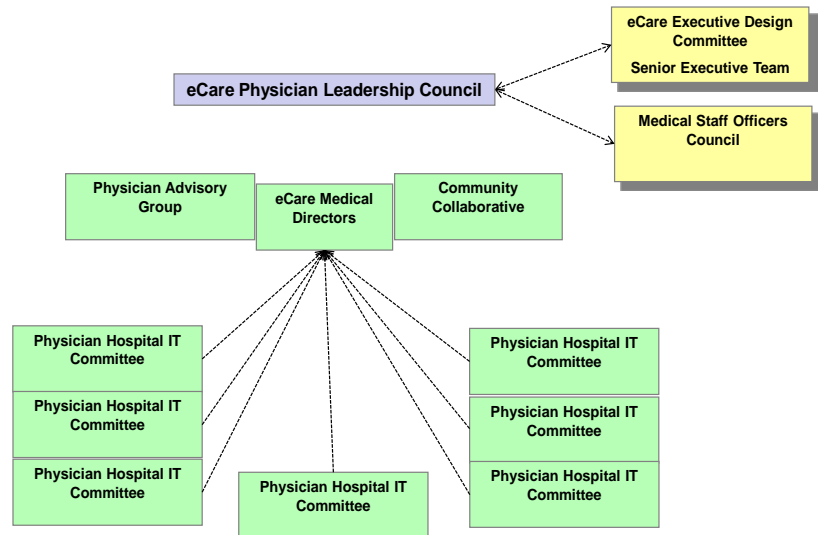 eCare Executive Design
Committee
Senior Executive Team
eCare Physician Leadership Council
Medical Staff Officers
Council
Physician Advisory
Group
eCare Medical
Directors
Community
Collaborative
Physician Hospital IT
Committee
Physician Hospital IT
Committee
Physician Hospital IT
Committee
Physician Hospital IT
Committee
Physician Hospital IT
Committee
Physician Hospital IT
Committee
Physician Hospital IT
Committee